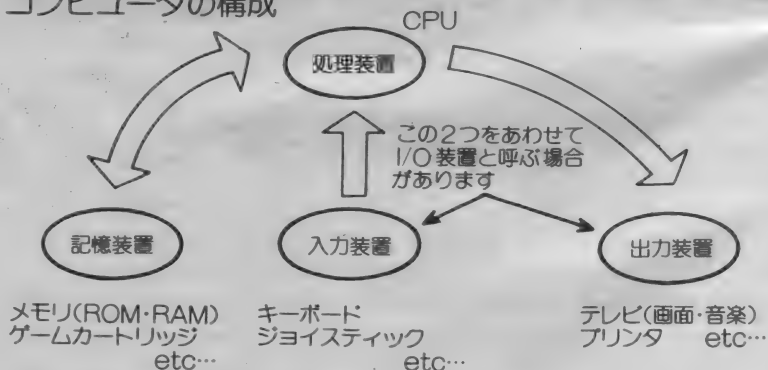 コンピュータの構成
CPU
処理装置
この2つをあわせて
I/O装置と呼ぶ場合
があります
記憶装置
入力装置
出力装置
メモリ(ROM・RAM)
ゲームカートリッジ
etc…
キーボード
ジョイスティック
etc…
テレビ(画面・音楽)
プリンタ etc…